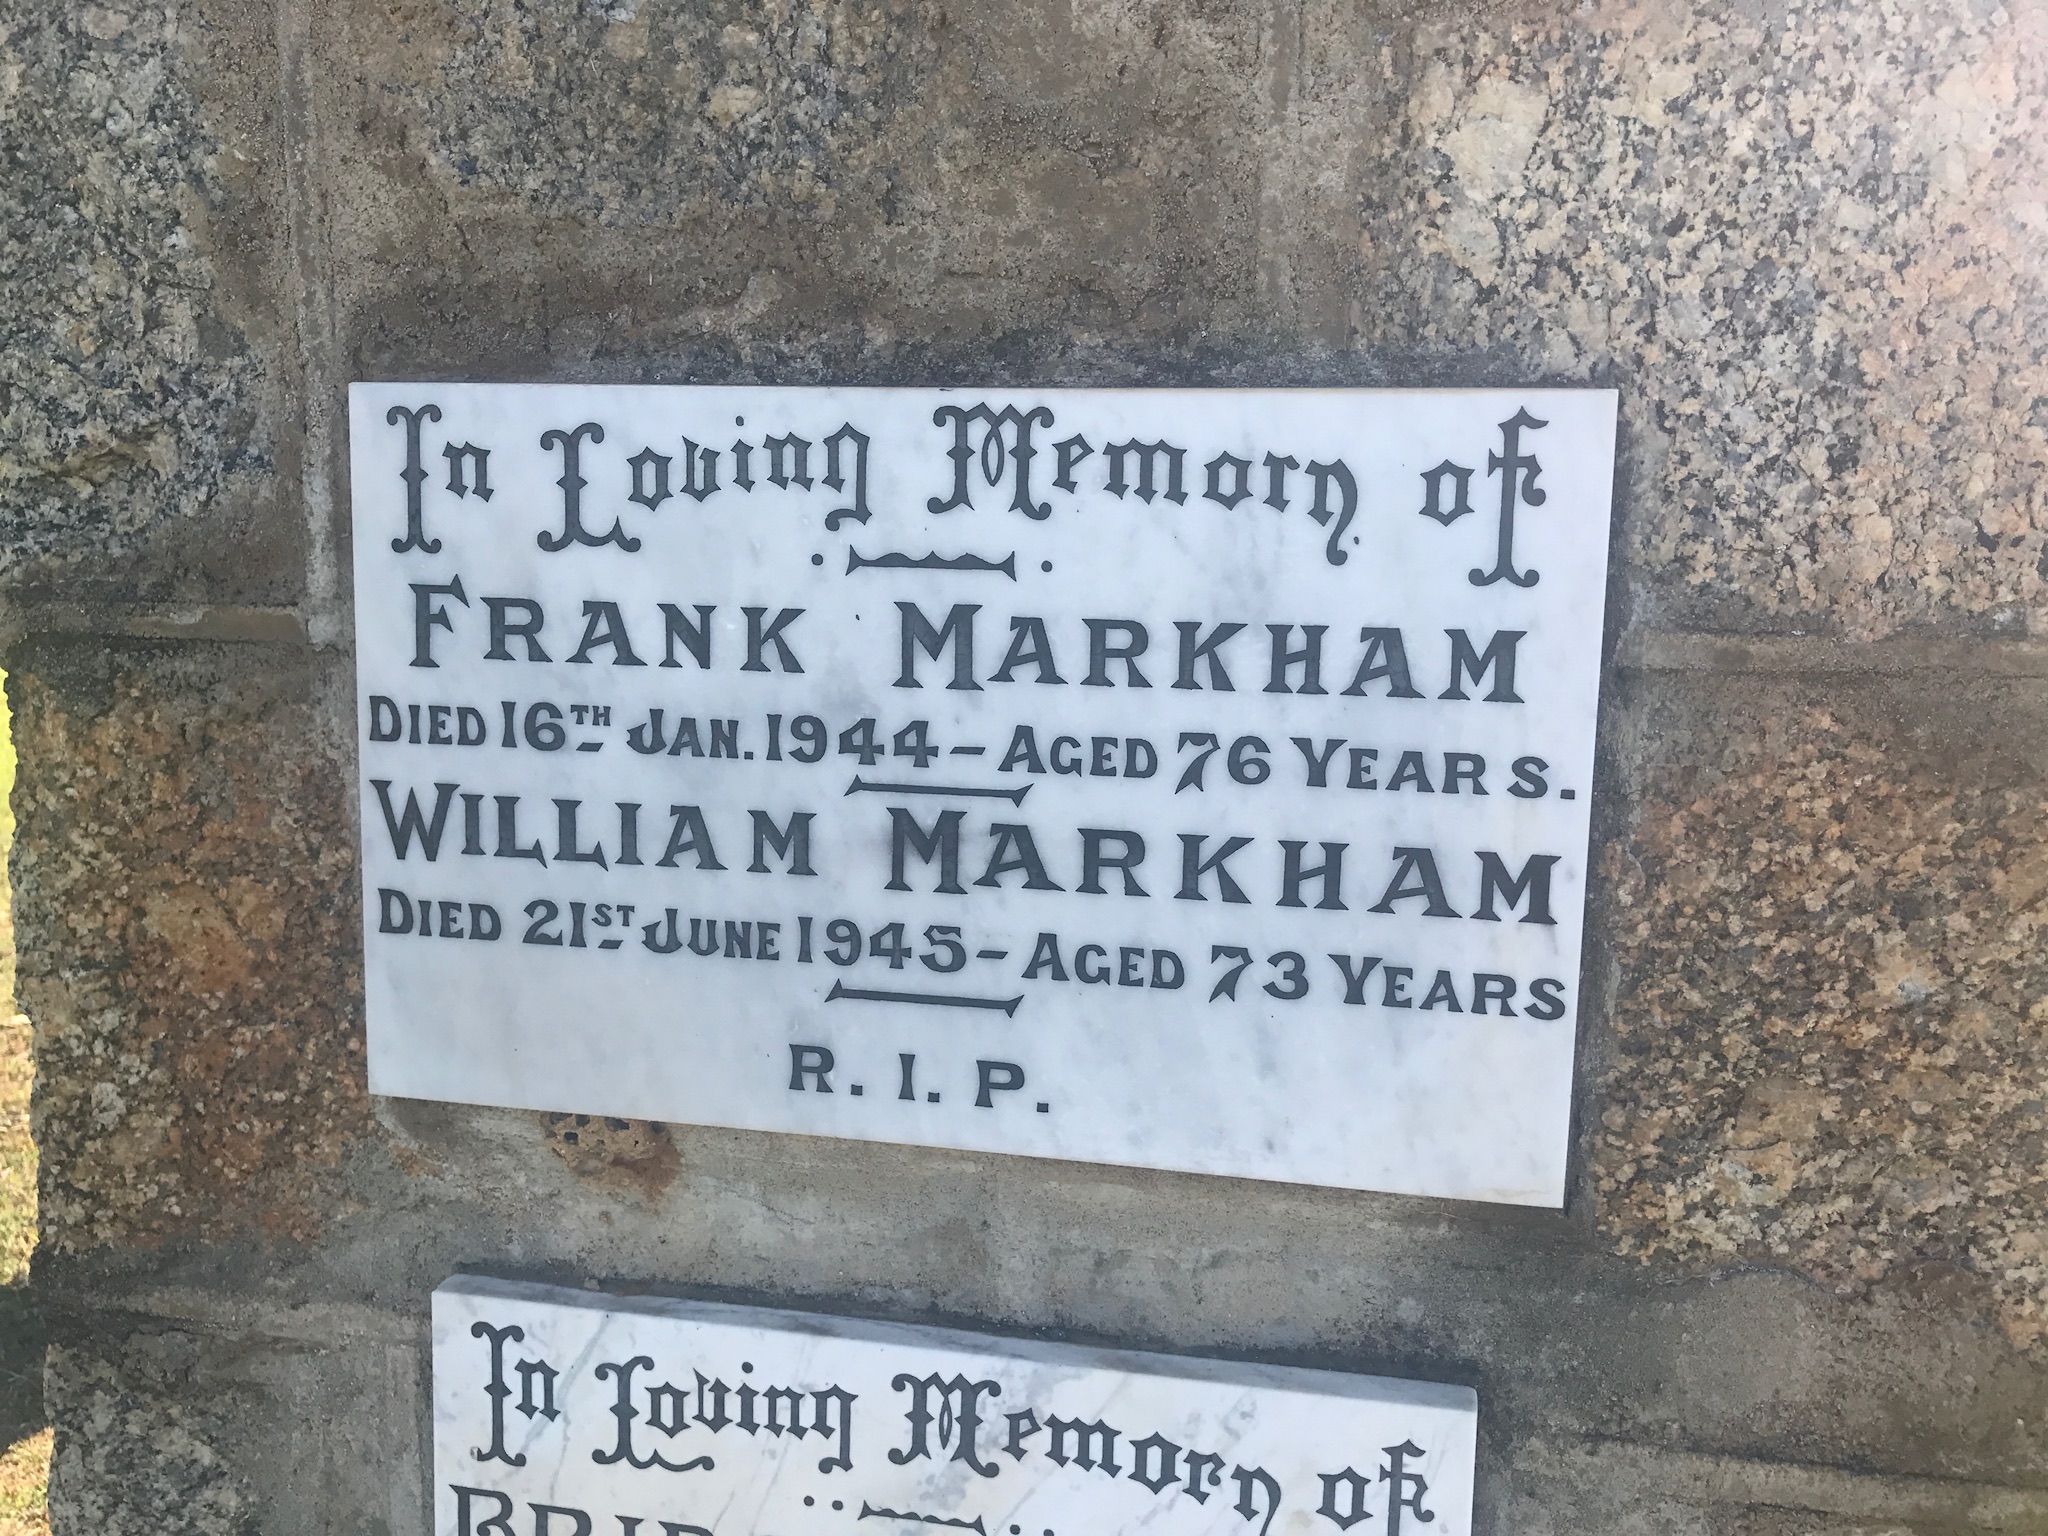 In Loving Memory of
FRANK MARKHAM
DIED 16TH JAN. 1944 - AGED 76 YEARS.
WILLIAM MARKHAM
DIED 21ST JUNE 1945 - AGED 73 YEARS
R. I. P.
In Loving Memory of